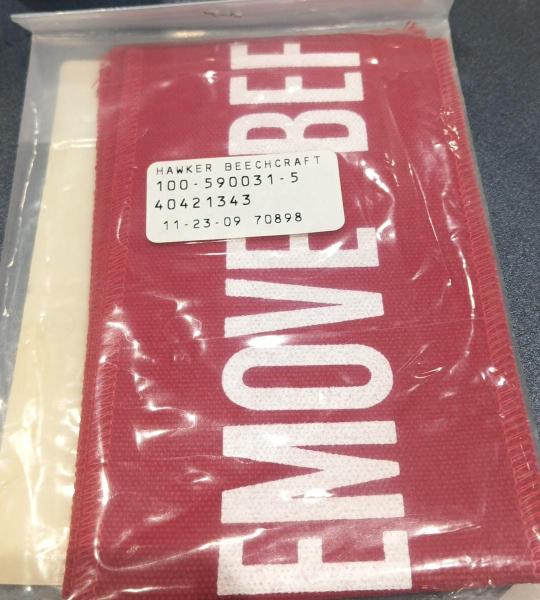 HAWKER BEECHCRAFT
100-590031-5
40421343
11-23-09 70898
EMOVE BEF